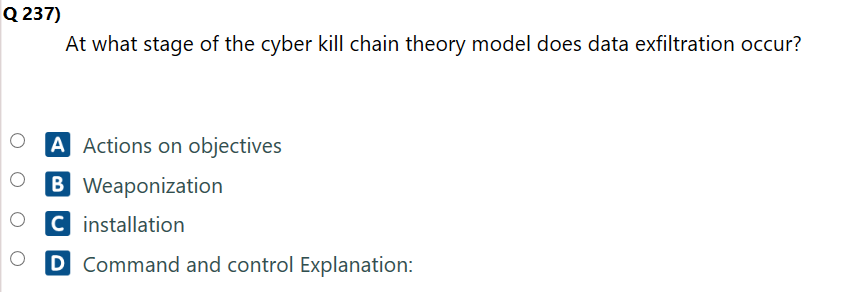 Q 237)
At what stage of the cyber kill chain theory model does data exfiltration occur?
A Actions on objectives
B Weaponization
C installation
D Command and control Explanation: